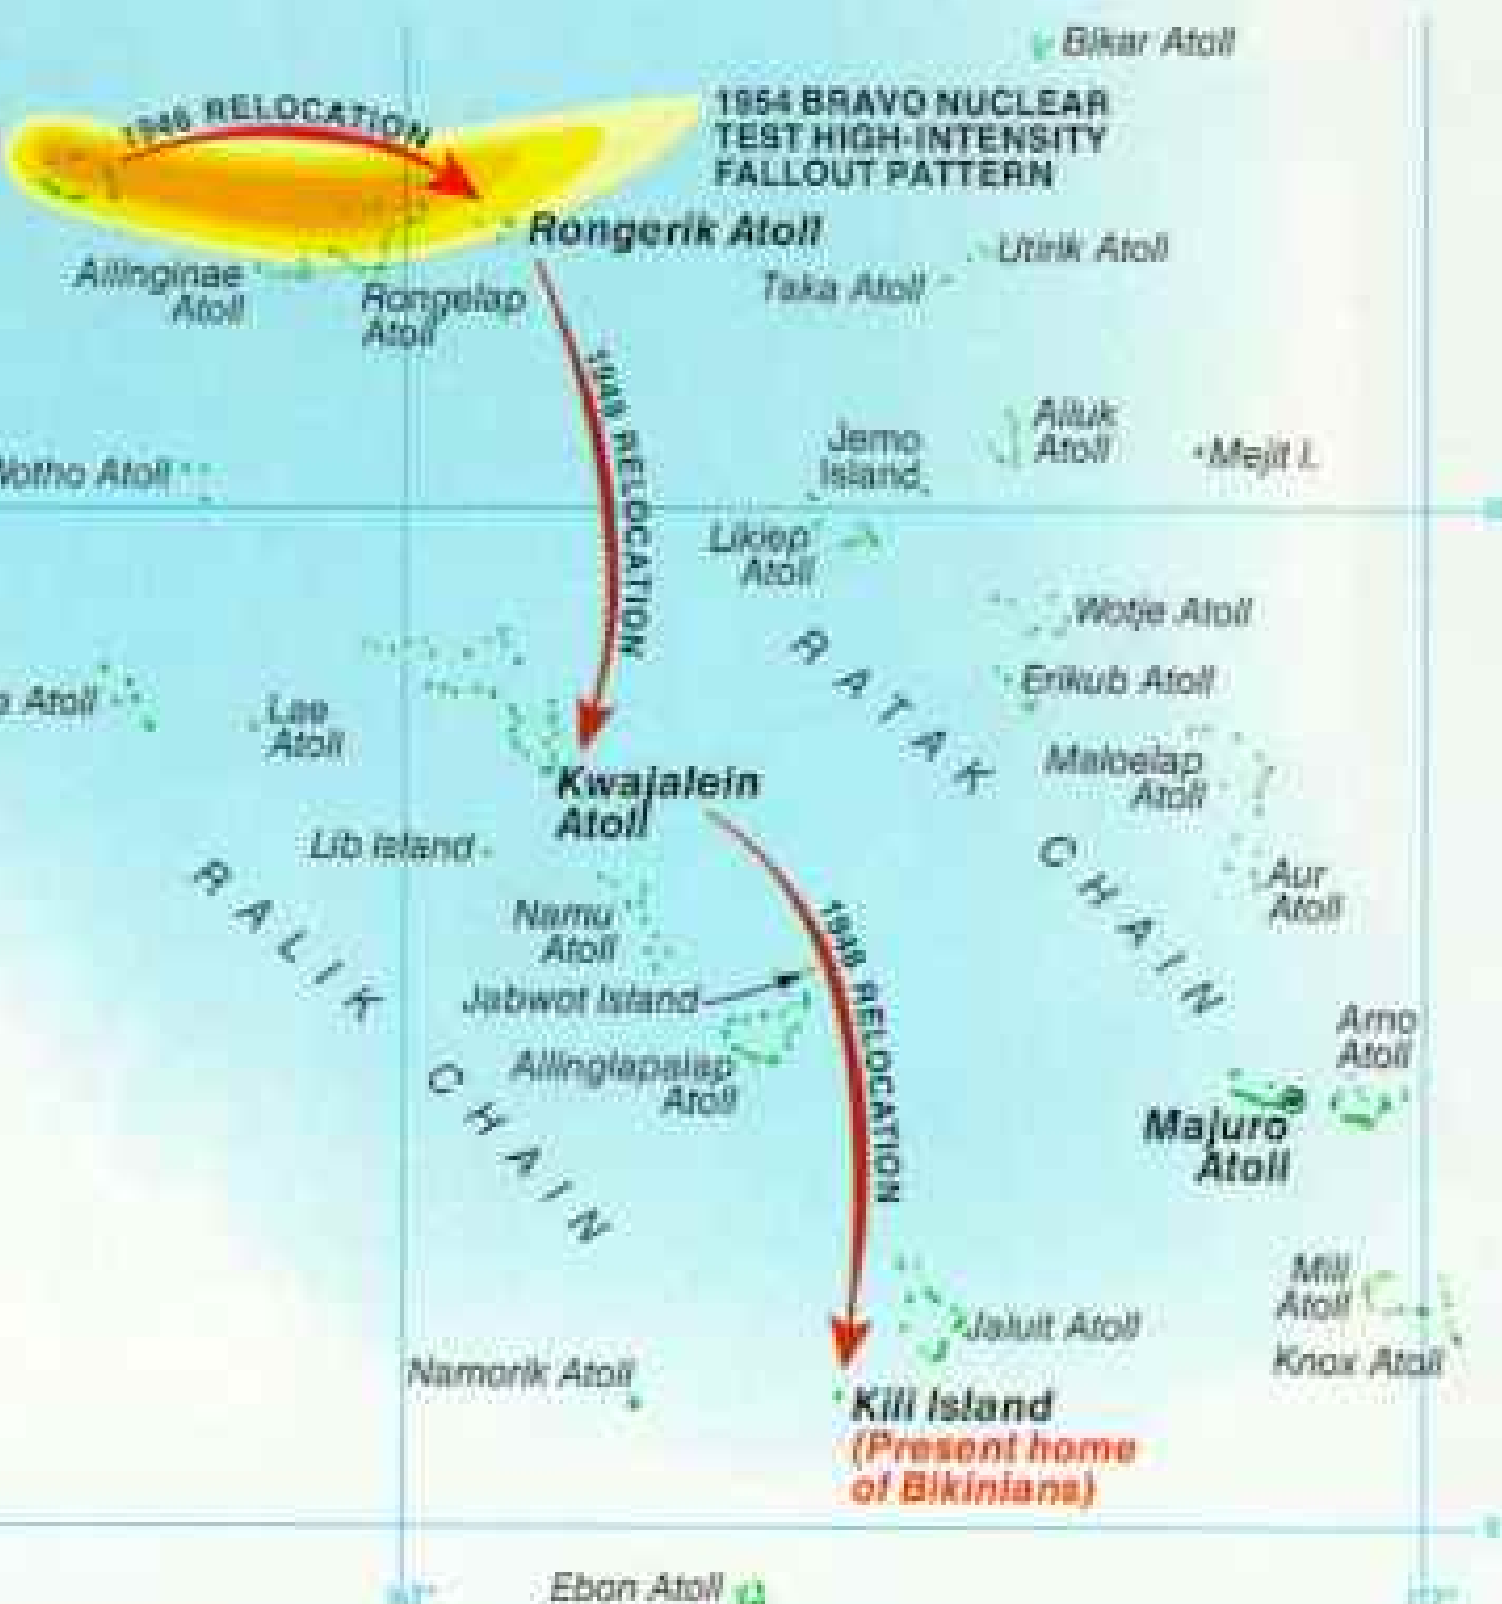 Bikar Atoll
1946 RELOCATION
1954 BRAVO NUCLEAR
TEST HIGH-INTENSITY
FALLOUT PATTERN
Rongerik Atoll
Utirik Atoll
Taka Atoll
Ailinginae
Atoll
Rongelap
Atoll
1948 RELOCATION
Jemo
Island
Ailuk
Atoll
Mejit I.
Wotho Atoll
Likiep
Atoll
Wotje Atoll
Erikub Atoll
RATAK CHAIN
Atoll
Lae
Atoll
Kwajalein
Atoll
Maloelap
Atoll
Lib Island
Aur
Atoll
RALIK CHAIN
Namu
Atoll
1948 RELOCATION
Jabwot Island
Ailinglapalap
Atoll
Arno
Atoll
Majuro
Atoll
Mili
Atoll
Jaluit Atoll
Knox Atoll
Namorik Atoll
Kili Island
(Present home
of Bikinians)
Ebon Atoll